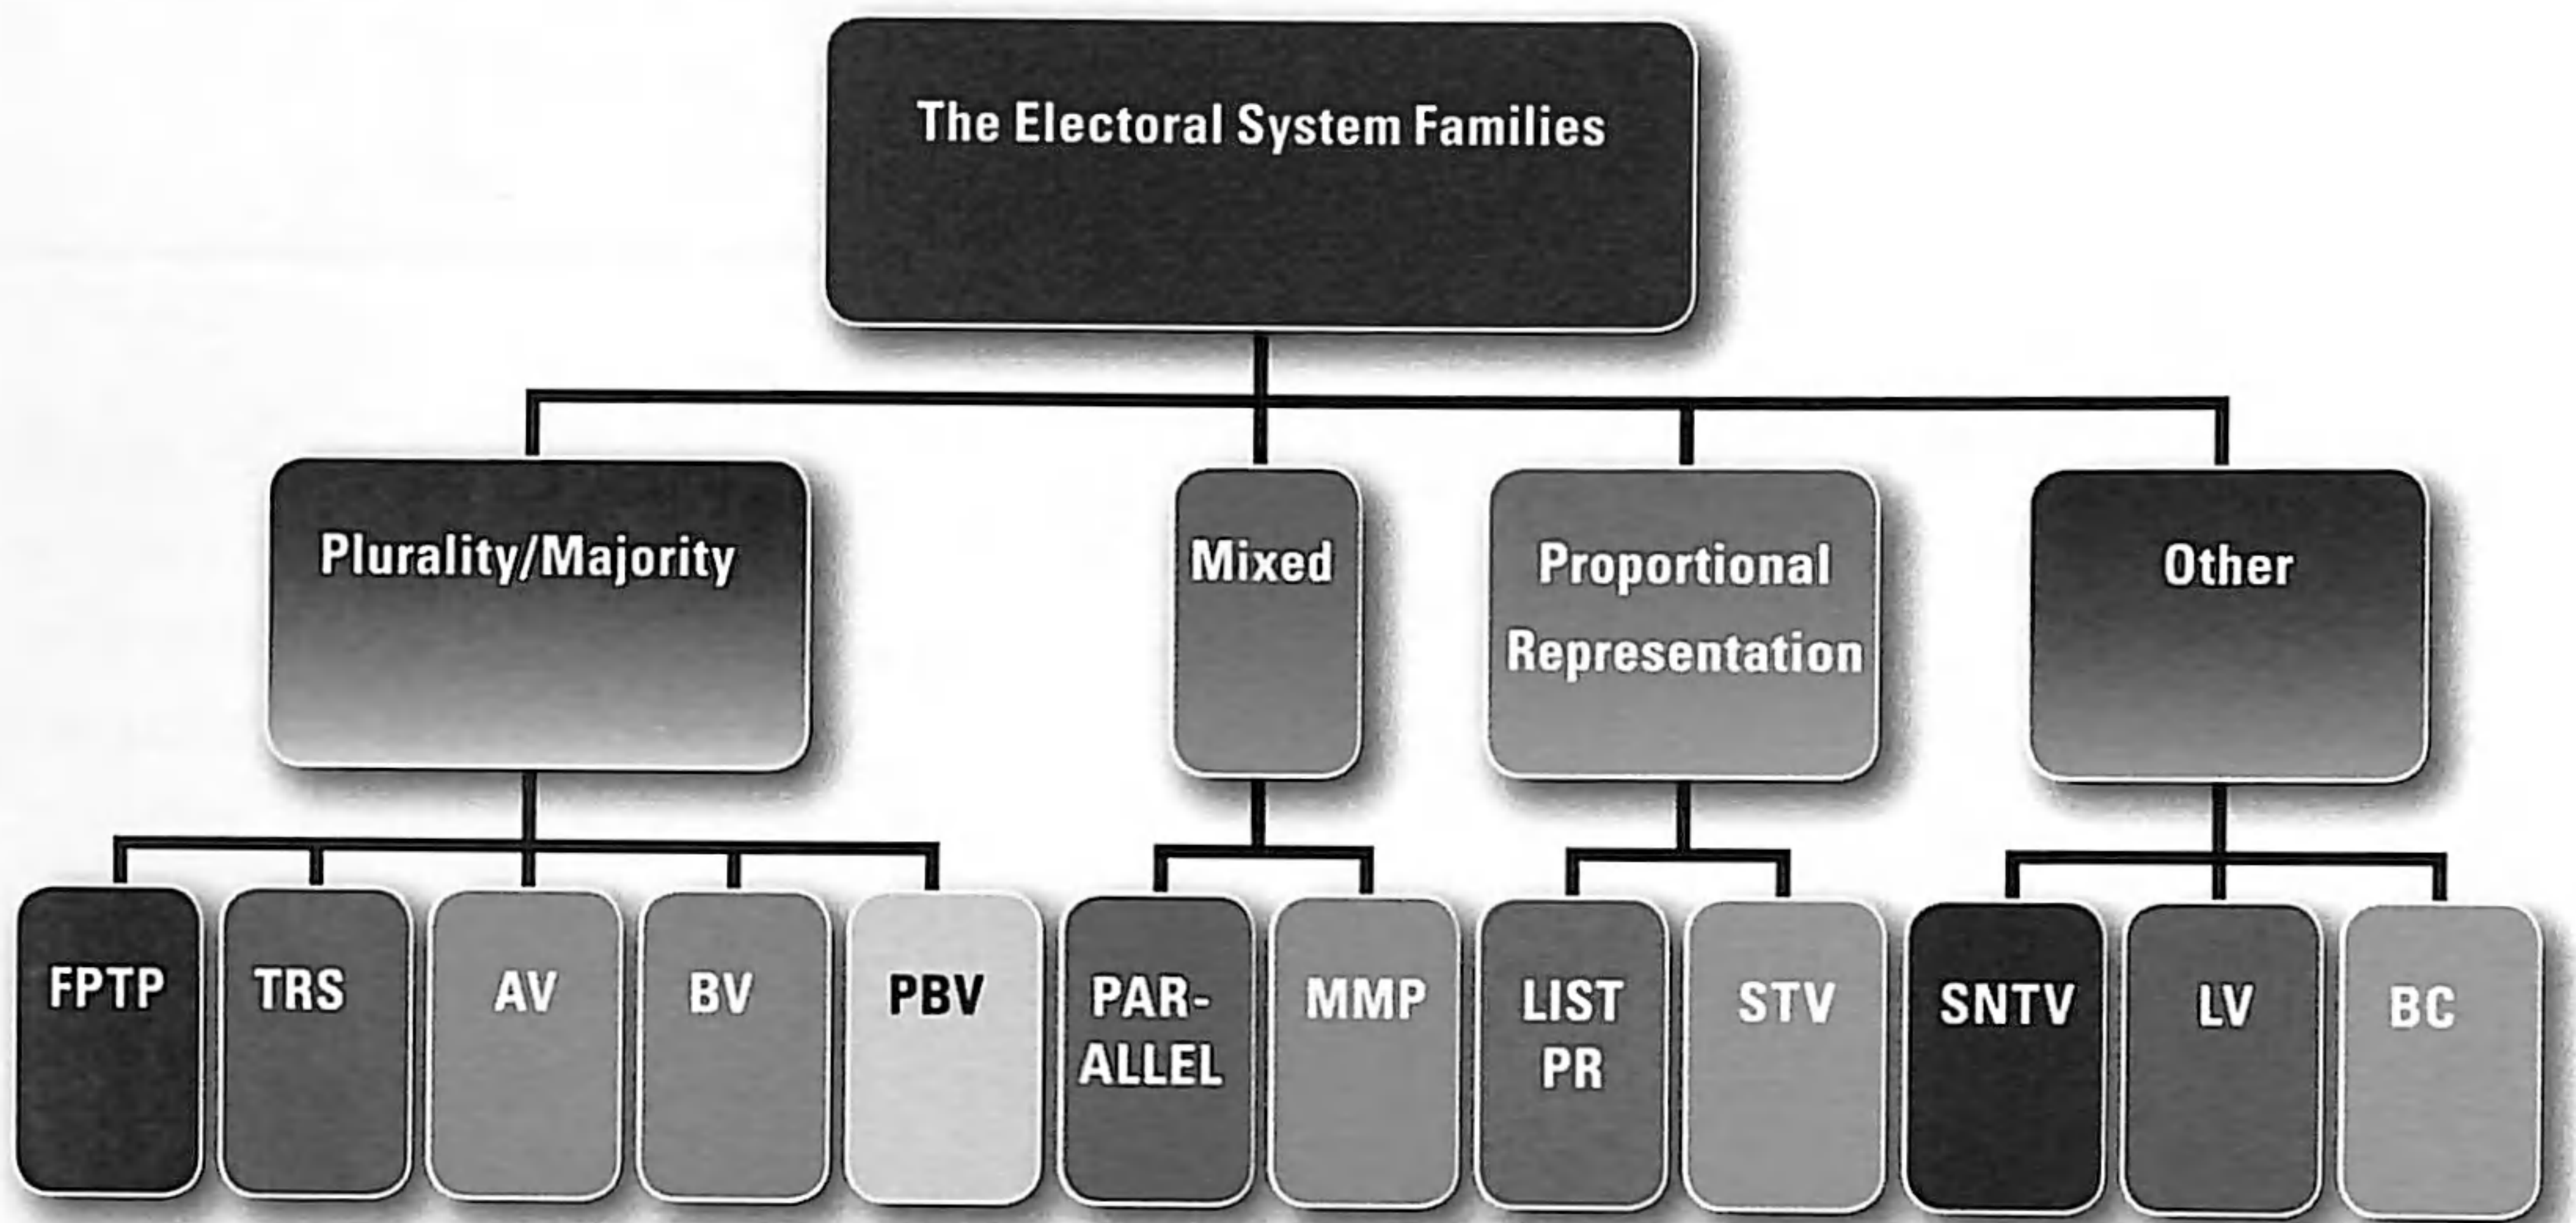 The Electoral System Families
Plurality/Majority
Mixed
Proportional
Representation
Other
FPTP
TRS
AV
BV
PBV
PAR-
ALLEL
MMP
LIST
PR
STV
SNTV
LV
BC